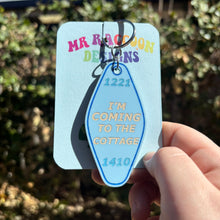 MR RACCOON
DESIGNS
1221
I'M
COMING
TO THE
COTTAGE
1410